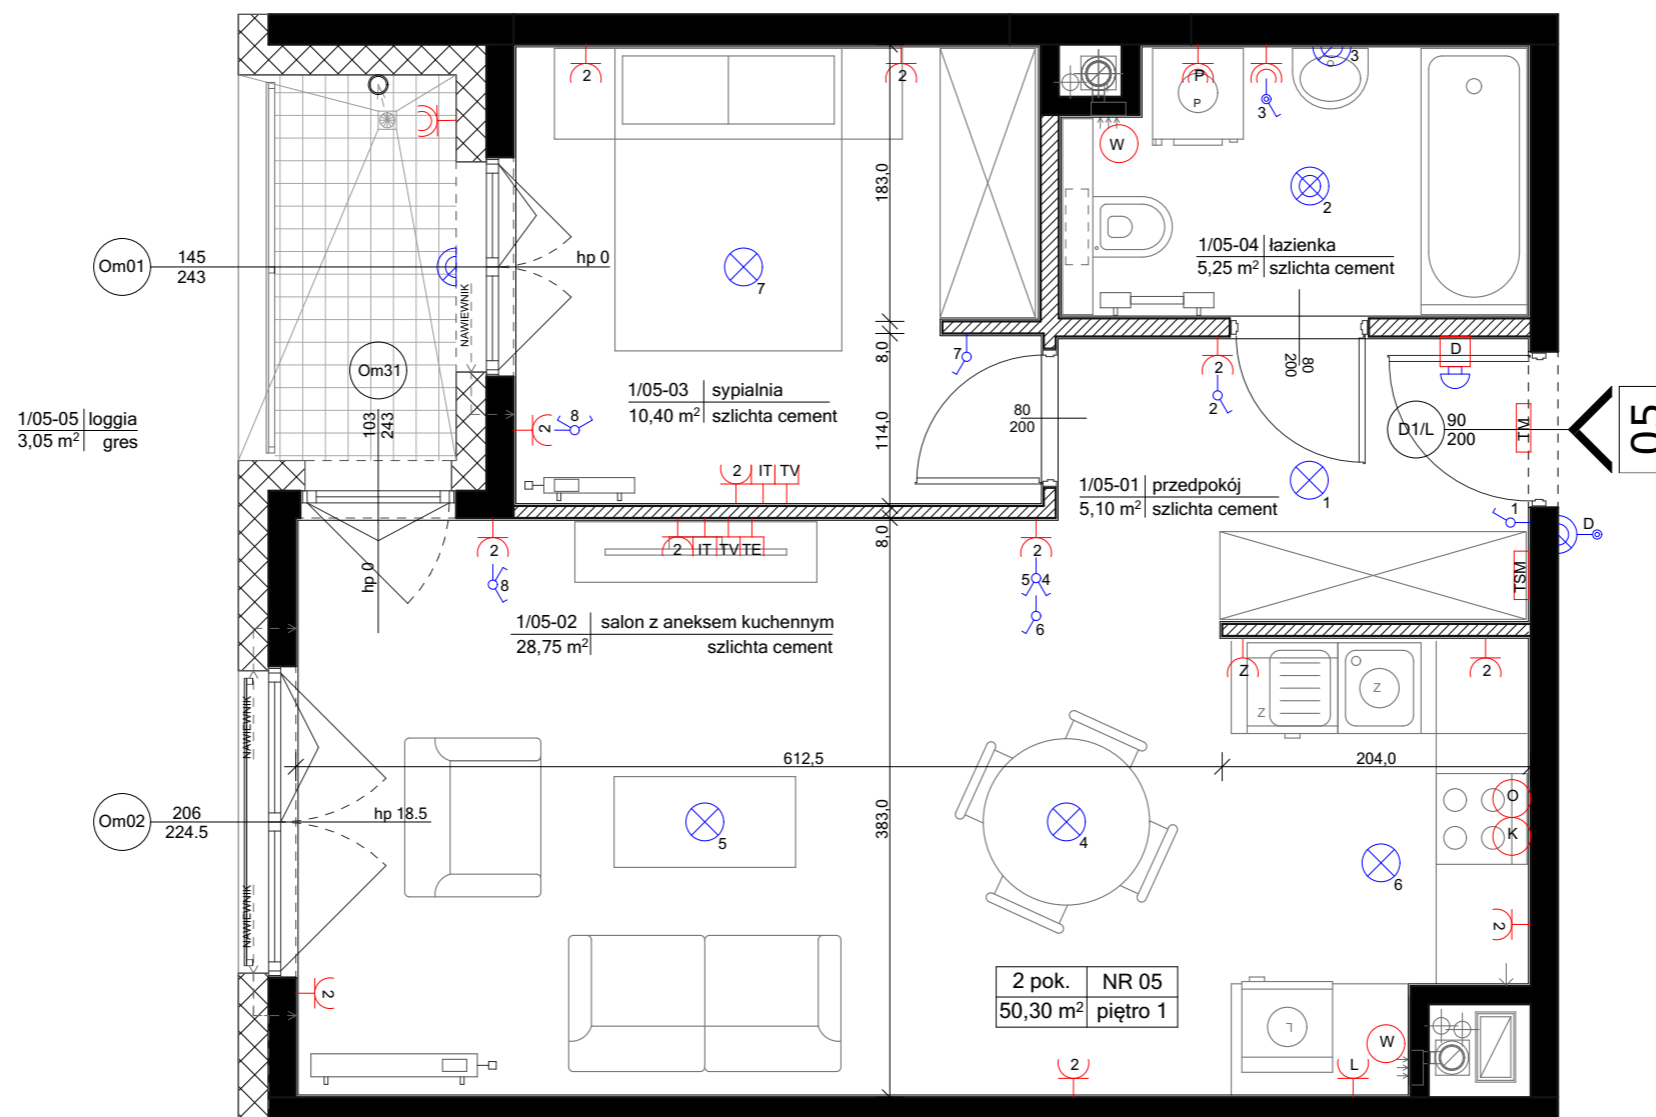 2
2
P
P
3
3
W
2
183,0
1/05-04 łazienka
5,25 m² szlichta cement
Om01
145
243
hp 0
7
NAWIEWNIK
Om31
103
243
8,0
7
80
200
D
2
2
1/05-03 sypialnia
10,40 m² szlichta cement
2
8
114,0
80
200
D1/L
90
200
TM
05
1/05-05 loggia
3,05 m² gres
2 IT TV
1/05-01 przedpokój
5,10 m² szlichta cement
1
1
D
8,0
2
2 IT TV TE
2
hp 0
8
5 4
6
TSM
1/05-02 salon z aneksem kuchennym
28,75 m² szlichta cement
Z
2
Z
Z
NAWIEWNIK
612,5
204,0
Om02
206
224.5
hp 18.5
5
383,0
4
6
O
K
NAWIEWNIK
2
2
2 pok. NR 05
50,30 m² piętro 1
L
W
2
L